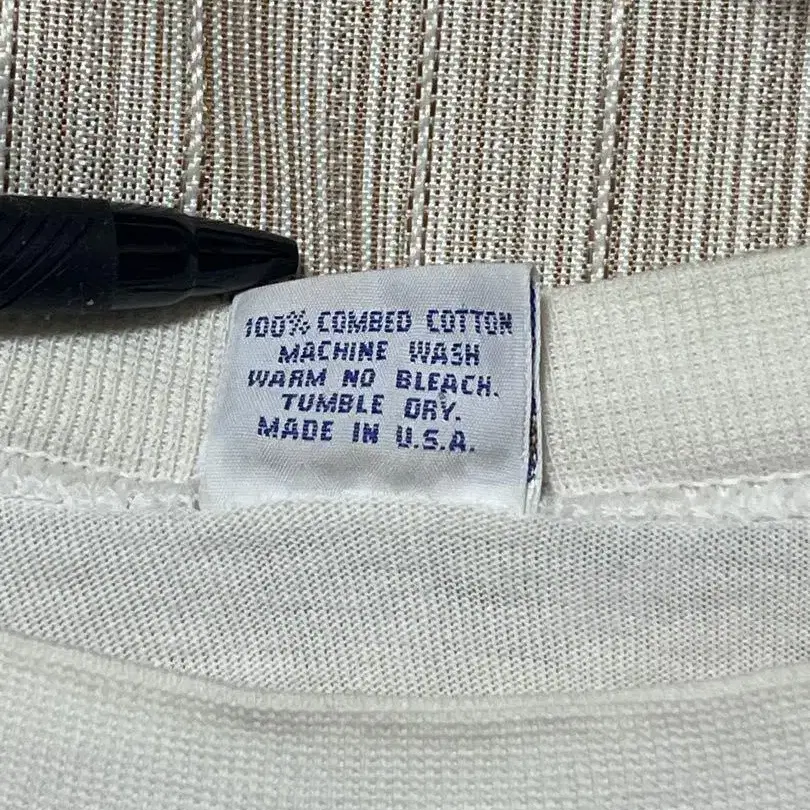 100% COMBED COTTON
MACHINE WASH
WARM NO BLEACH.
TUMBLE DRY.
MADE IN U.S.A.